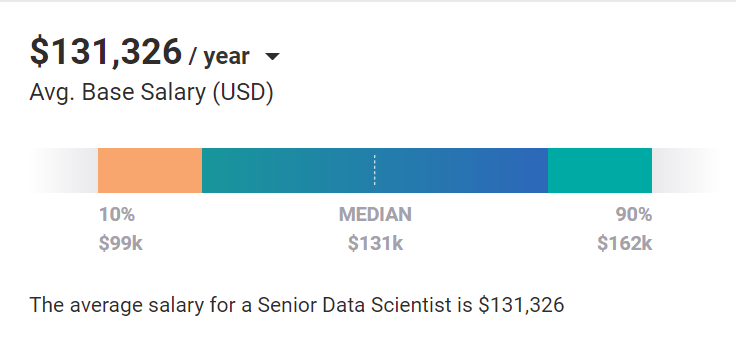 $131,326 / year
Avg. Base Salary (USD)
10% MEDIAN 90%
$99k $131k $162k
The average salary for a Senior Data Scientist is $131,326